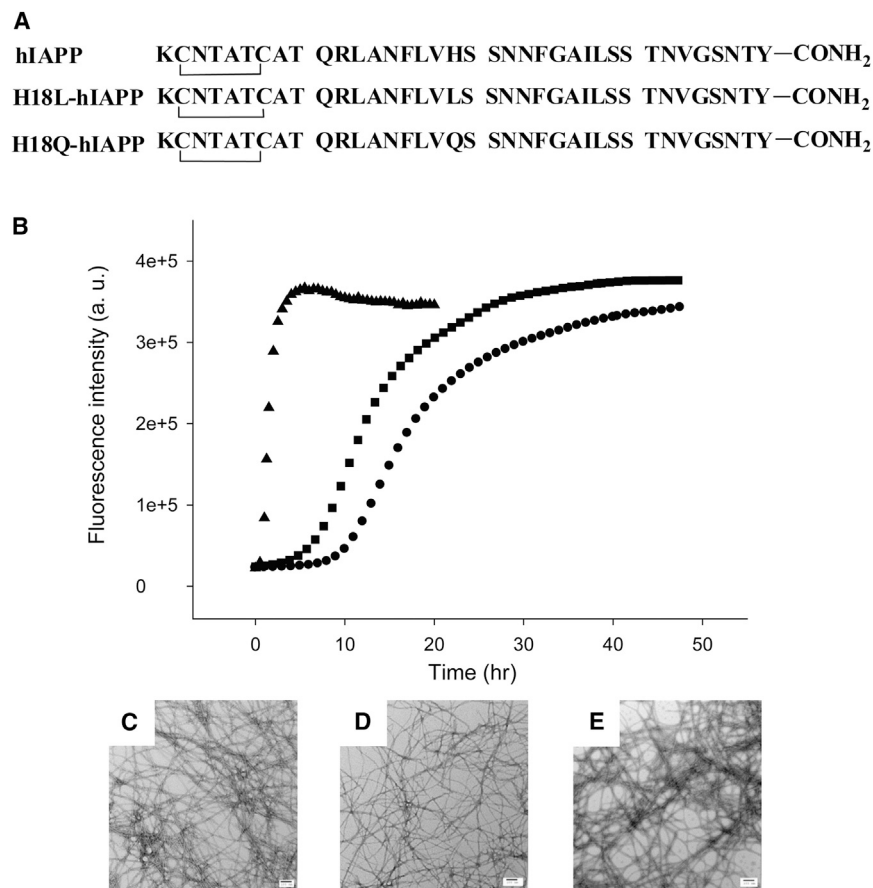 A
hIAPP KCNTATCAT QRLANFLVHS SNNFGAILSS TNVGSNTY—CONH₂
H18L-hIAPP KCNTATCAT QRLANFLVLS SNNFGAILSS TNVGSNTY—CONH₂
H18Q-hIAPP KCNTATCAT QRLANFLVQS SNNFGAILSS TNVGSNTY—CONH₂
B
Fluorescence intensity (a. u.)
4e+5
3e+5
2e+5
1e+5
0
0 10 20 30 40 50
Time (hr)
C D E